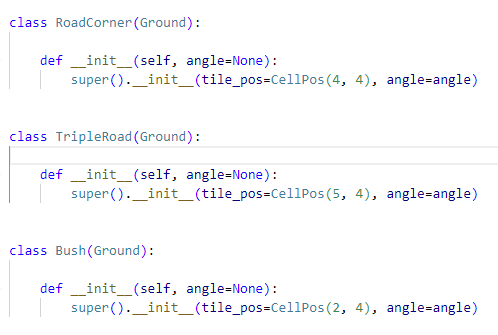 class RoadCorner(Ground):
def __init__(self, angle=None):
super().__init__(tile_pos=CellPos(4, 4), angle=angle)
class TripleRoad(Ground):
def __init__(self, angle=None):
super().__init__(tile_pos=CellPos(5, 4), angle=angle)
class Bush(Ground):
def __init__(self, angle=None):
super().__init__(tile_pos=CellPos(2, 4), angle=angle)